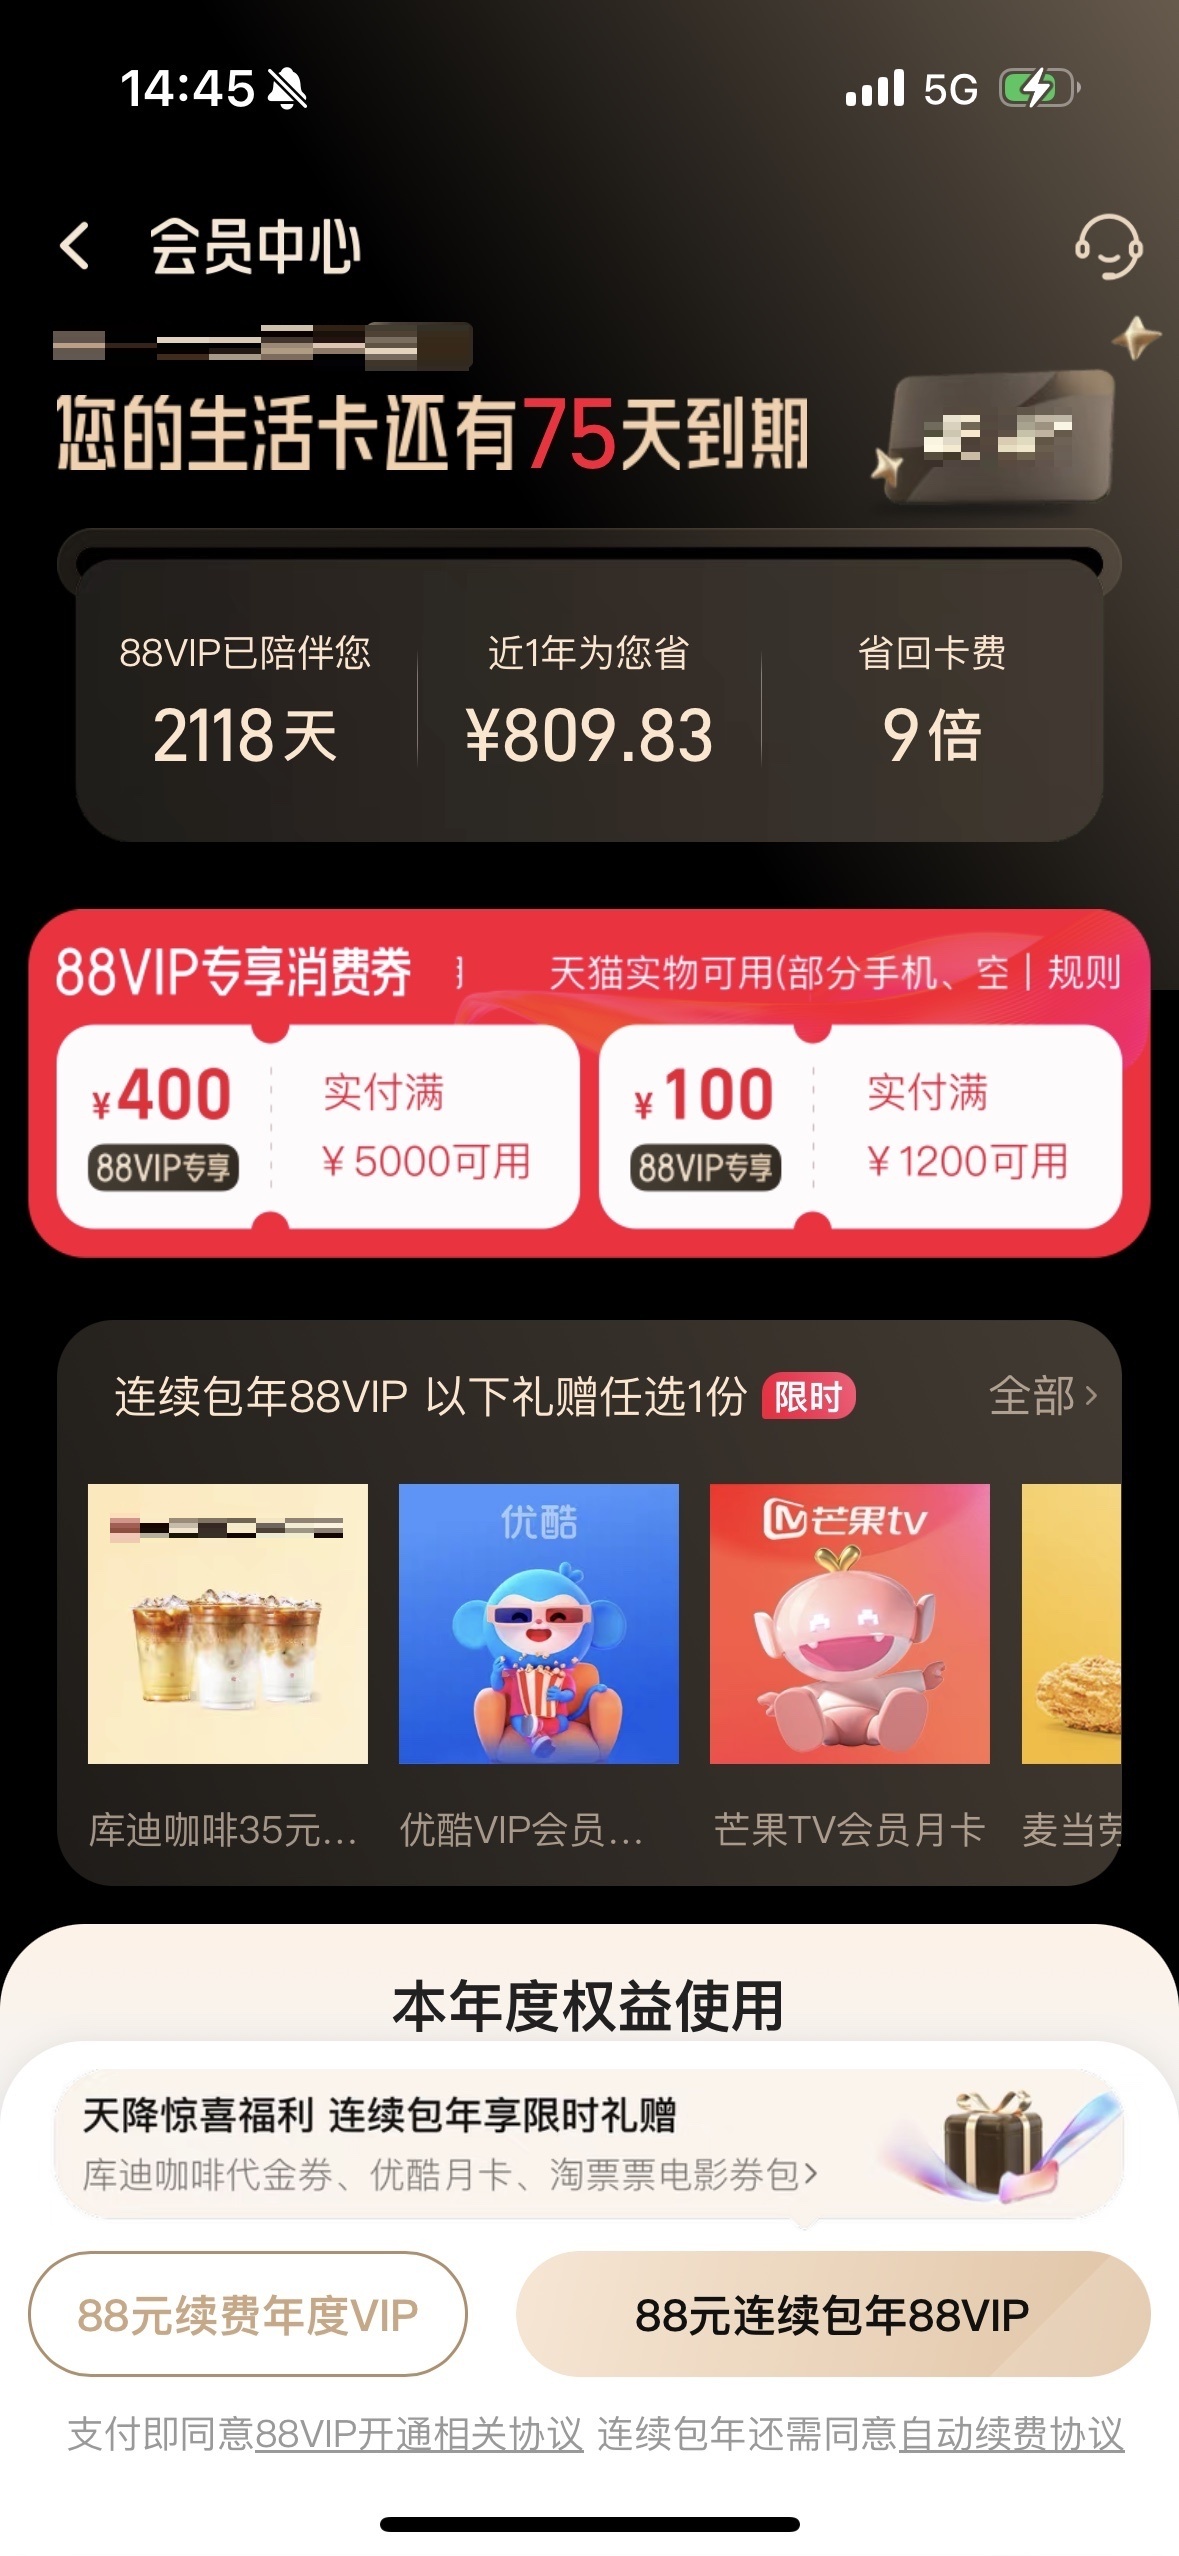 14:45
5G
会员中心
您的生活卡还有75天到期
88VIP已陪伴您
2118天
近1年为您省
¥809.83
省回卡费
9倍
88VIP专享消费券
天猫实物可用(部分手机、空|规则
¥400
88VIP专享
实付满
¥5000可用
¥100
88VIP专享
实付满
¥1200可用
连续包年88VIP 以下礼赠任选1份 限时
全部>
优酷
芒果tv
库迪咖啡35元...
优酷VIP会员...
芒果TV会员月卡
麦当劳
本年度权益使用
天降惊喜福利 连续包年享限时礼赠
库迪咖啡代金券、优酷月卡、淘票票电影券包>
88元续费年度VIP
88元连续包年88VIP
支付即同意88VIP开通相关协议 连续包年还需同意自动续费协议